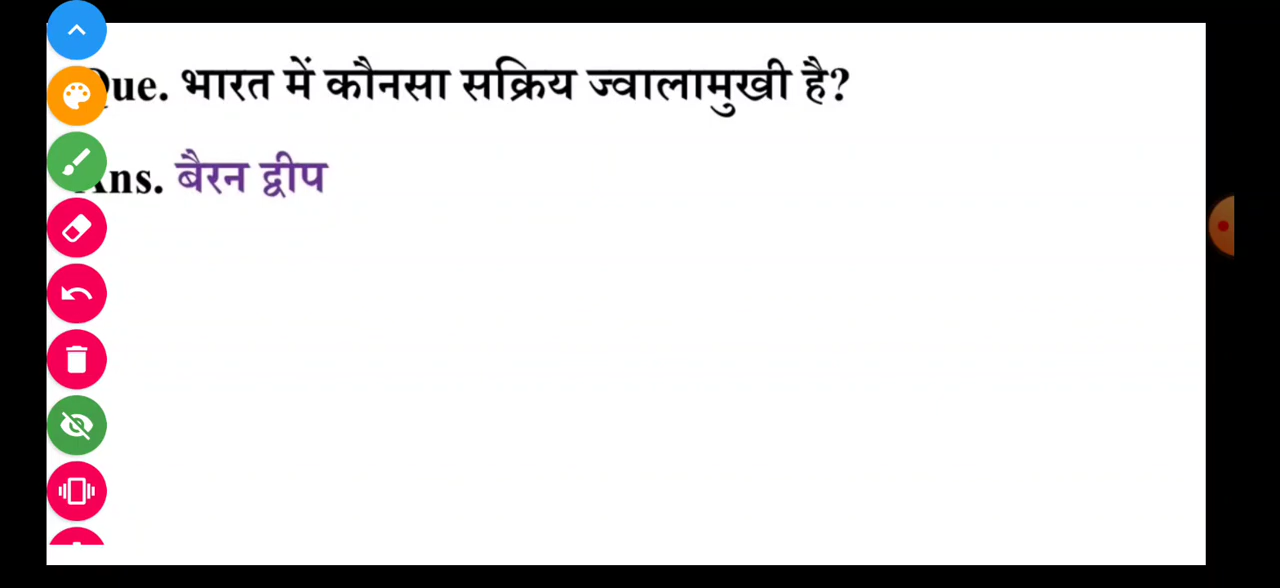 Que. भारत में कौनसा सक्रिय ज्वालामुखी है?
Ans. बैरन द्वीप